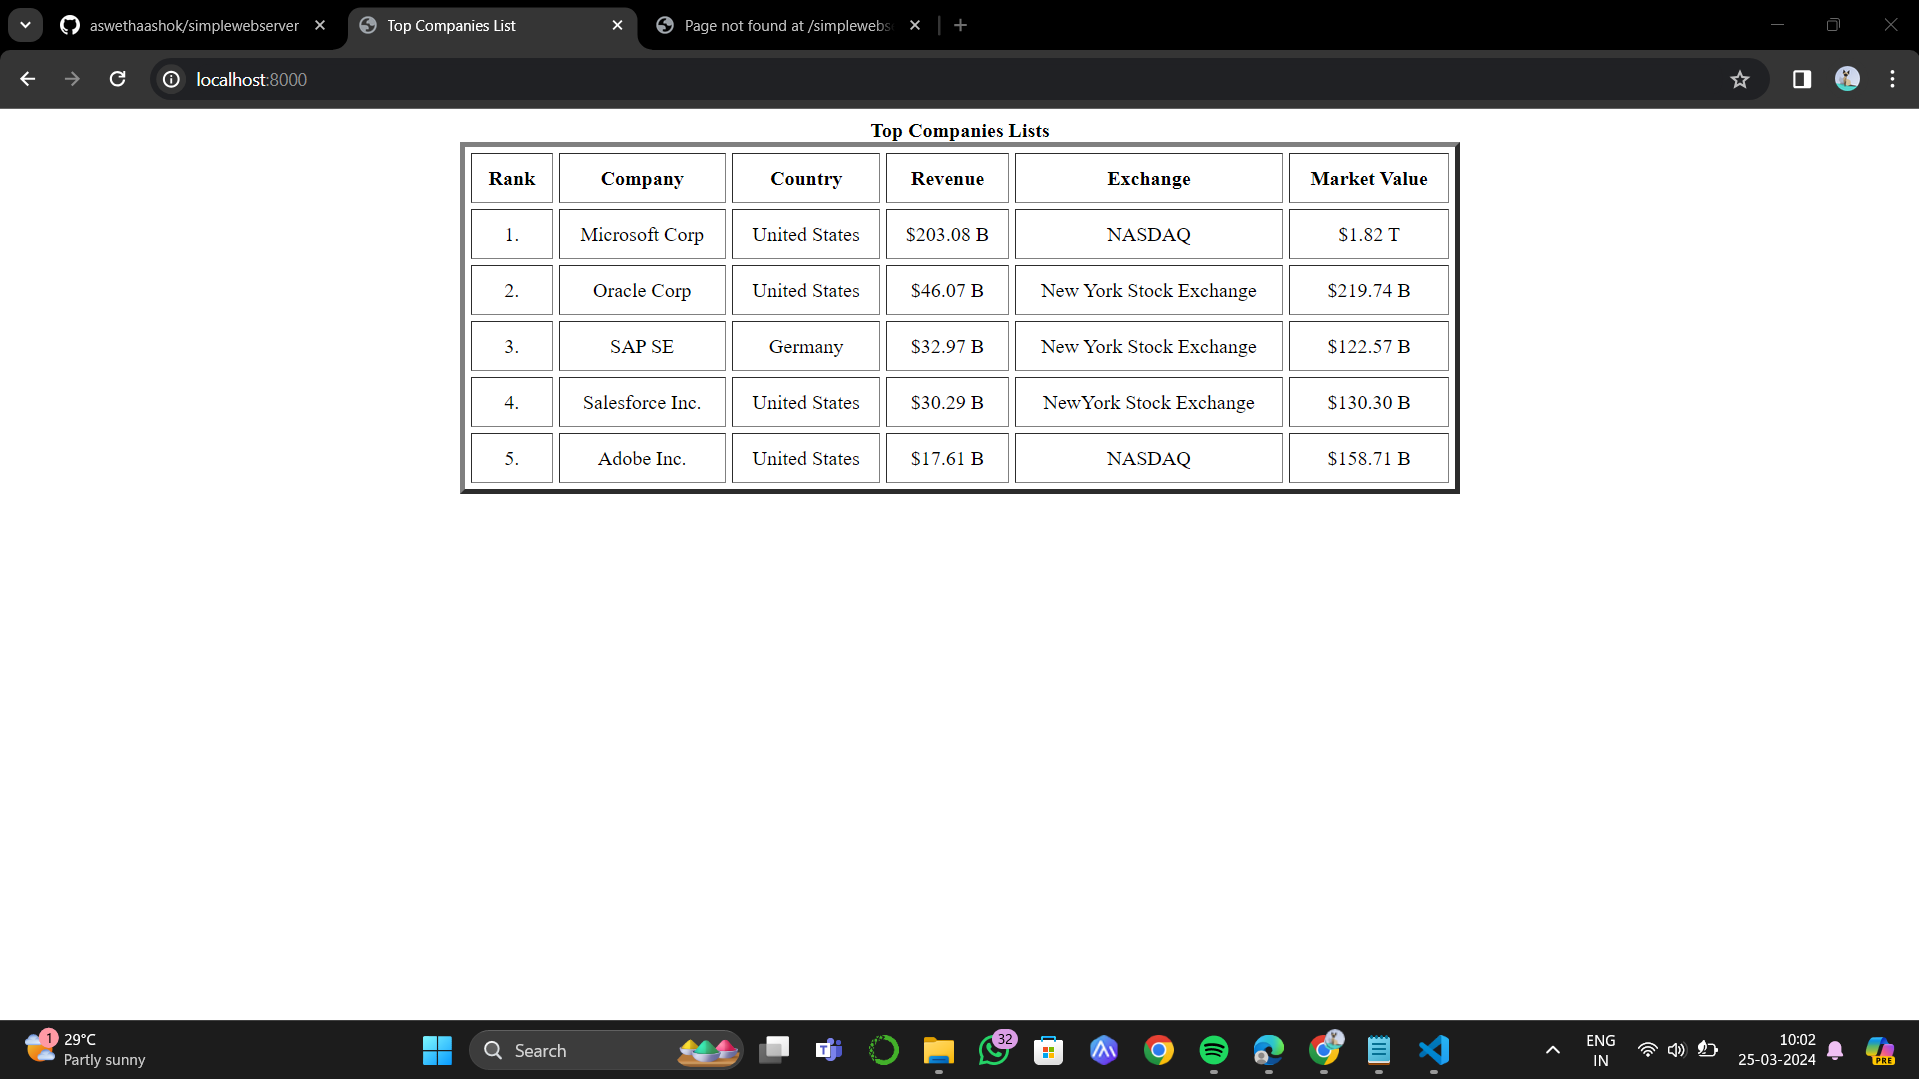 aswethaashok/simplewebserver
Top Companies List
Page not found at /simplewebs
localhost:8000
Top Companies Lists
Rank Company Country Revenue Exchange Market Value
1. Microsoft Corp United States $203.08 B NASDAQ $1.82 T
2. Oracle Corp United States $46.07 B New York Stock Exchange $219.74 B
3. SAP SE Germany $32.97 B New York Stock Exchange $122.57 B
4. Salesforce Inc. United States $30.29 B NewYork Stock Exchange $130.30 B
5. Adobe Inc. United States $17.61 B NASDAQ $158.71 B
1
29°C
Partly sunny
Search
T
32
ENG
IN
10:02
25-03-2024
PRE